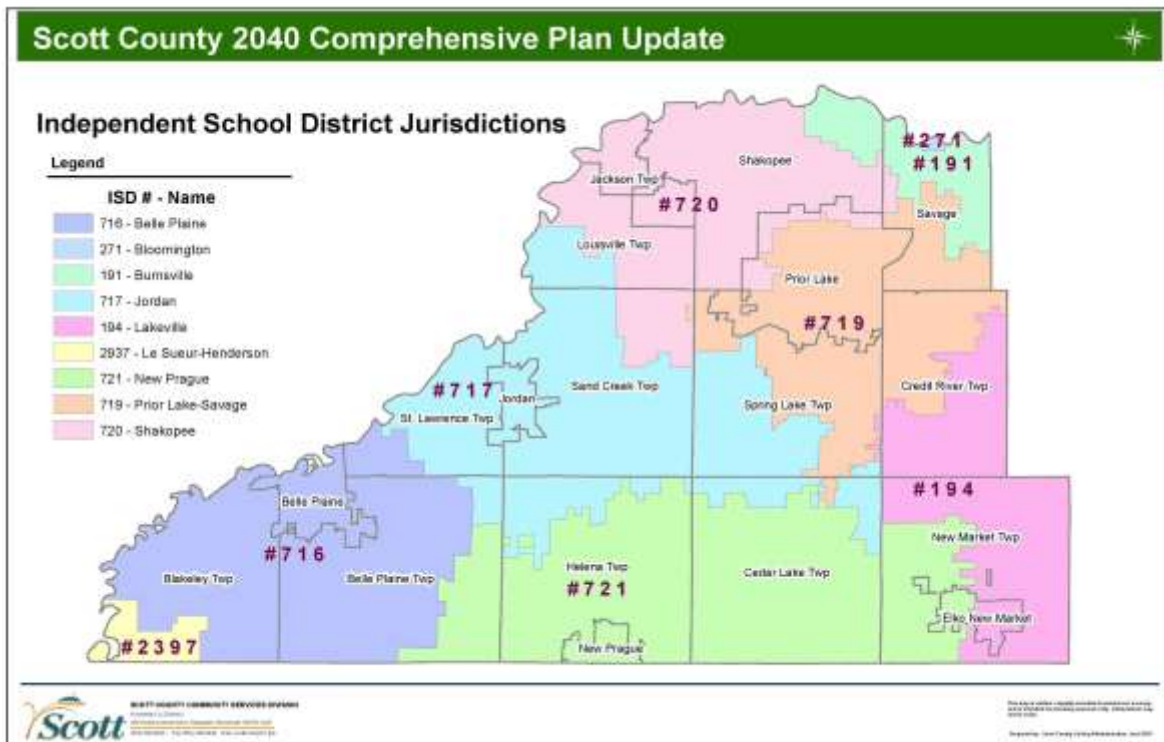 Scott County 2040 Comprehensive Plan Update
Independent School District Jurisdictions
Legend
ISD # - Name
716 - Belle Plaine
271 - Bloomington
191 - Burnsville
717 - Jordan
194 - Lakeville
2937 - Le Sueur-Henderson
721 - New Prague
719 - Prior Lake-Savage
720 - Shakopee
#271
#191
Shakopee
Jackson Twp
#720
Savage
Louisville Twp
Prior Lake
#719
#717
Jordan
Sand Creek Twp
Credit River Twp
St. Lawrence Twp
Spring Lake Twp
#194
Belle Plaine
New Market Twp
#716
Blakeley Twp
Belle Plaine Twp
Helena Twp
Cedar Lake Twp
#721
Elko New Market
#2397
New Prague
Scott
SCOTT COUNTY COMMUNITY SERVICES DIVISION